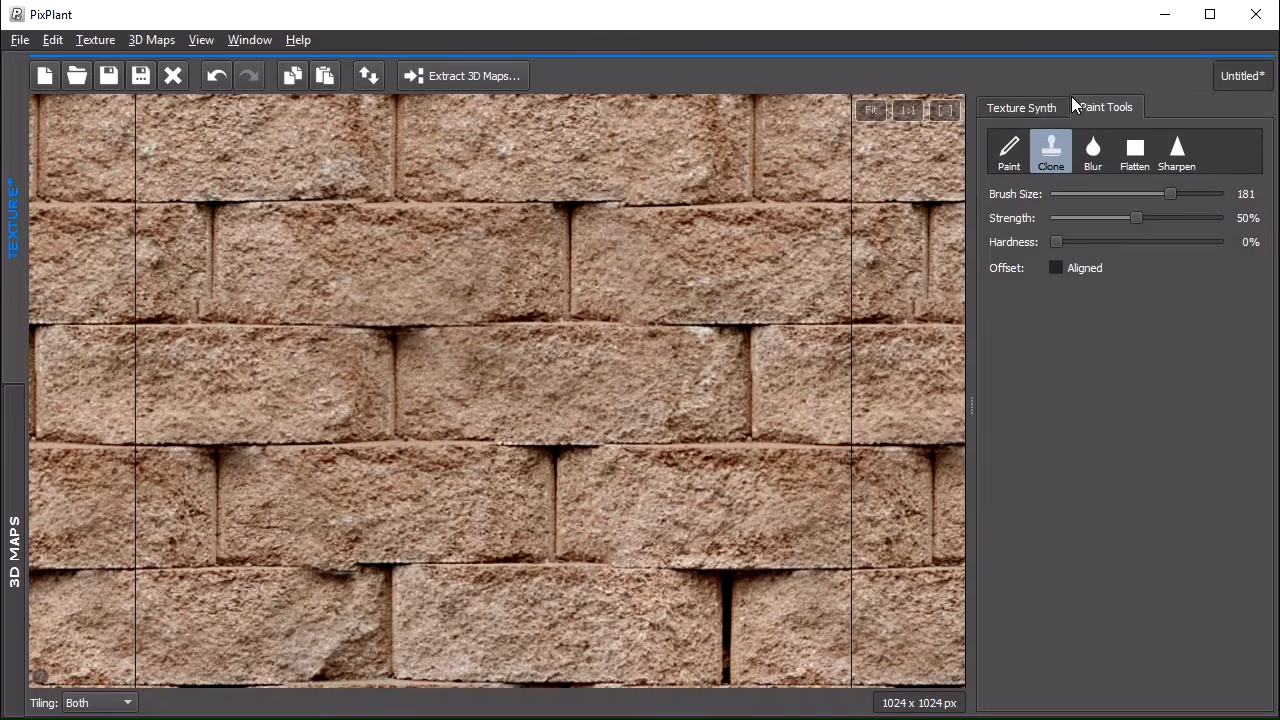 PixPlant
File Edit Texture 3D Maps View Window Help
Extract 3D Maps...
Untitled*
Fit 1:1 [ ]
Texture Synth Paint Tools
Paint Clone Blur Flatten Sharpen
Brush Size: 181
Strength: 50%
Hardness: 0%
Offset: Aligned
TEXTURE*
3D MAPS
Tiling: Both
1024 x 1024 px